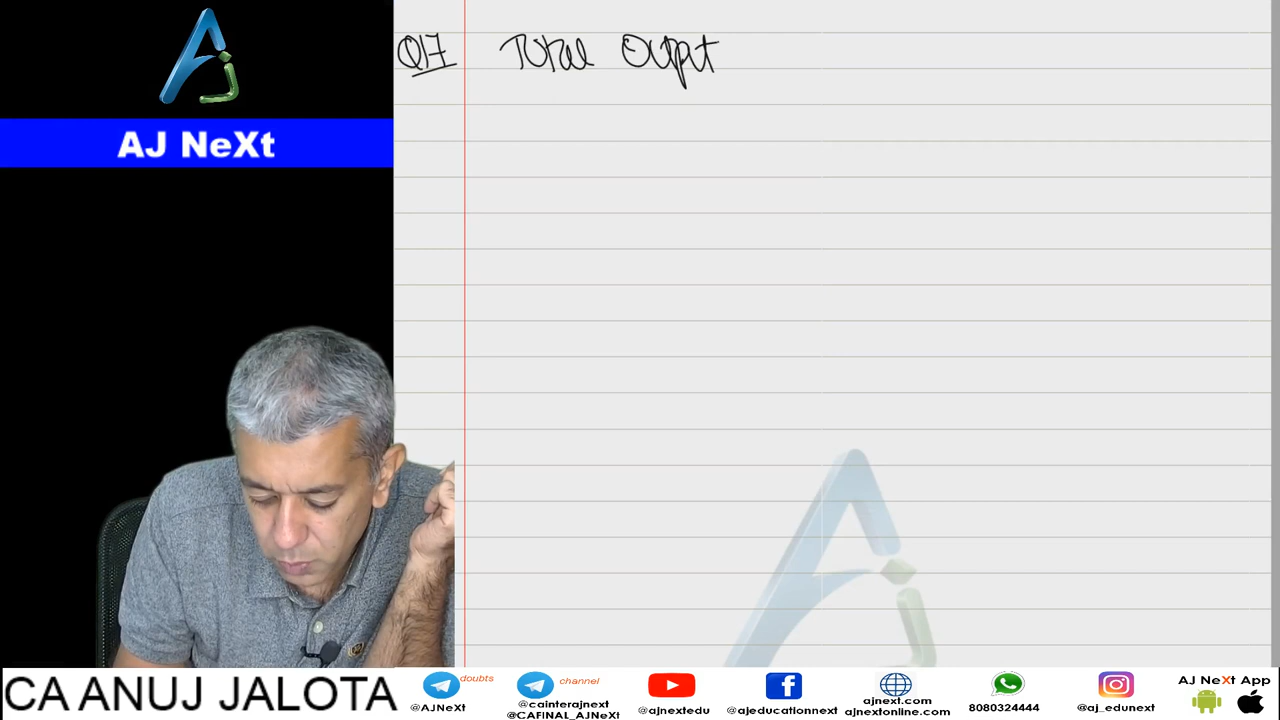 Q17 Total Output
AJ NeXt
CA ANUJ JALOTA
doubts
@AJNeXt
channel
@cainterajnext
@CAFINAL_AJNeXt
@ajnextedu
@ajeducationnext
ajnext.com
ajnextonline.com
8080324444
@aj_edunext
AJ NeXt App